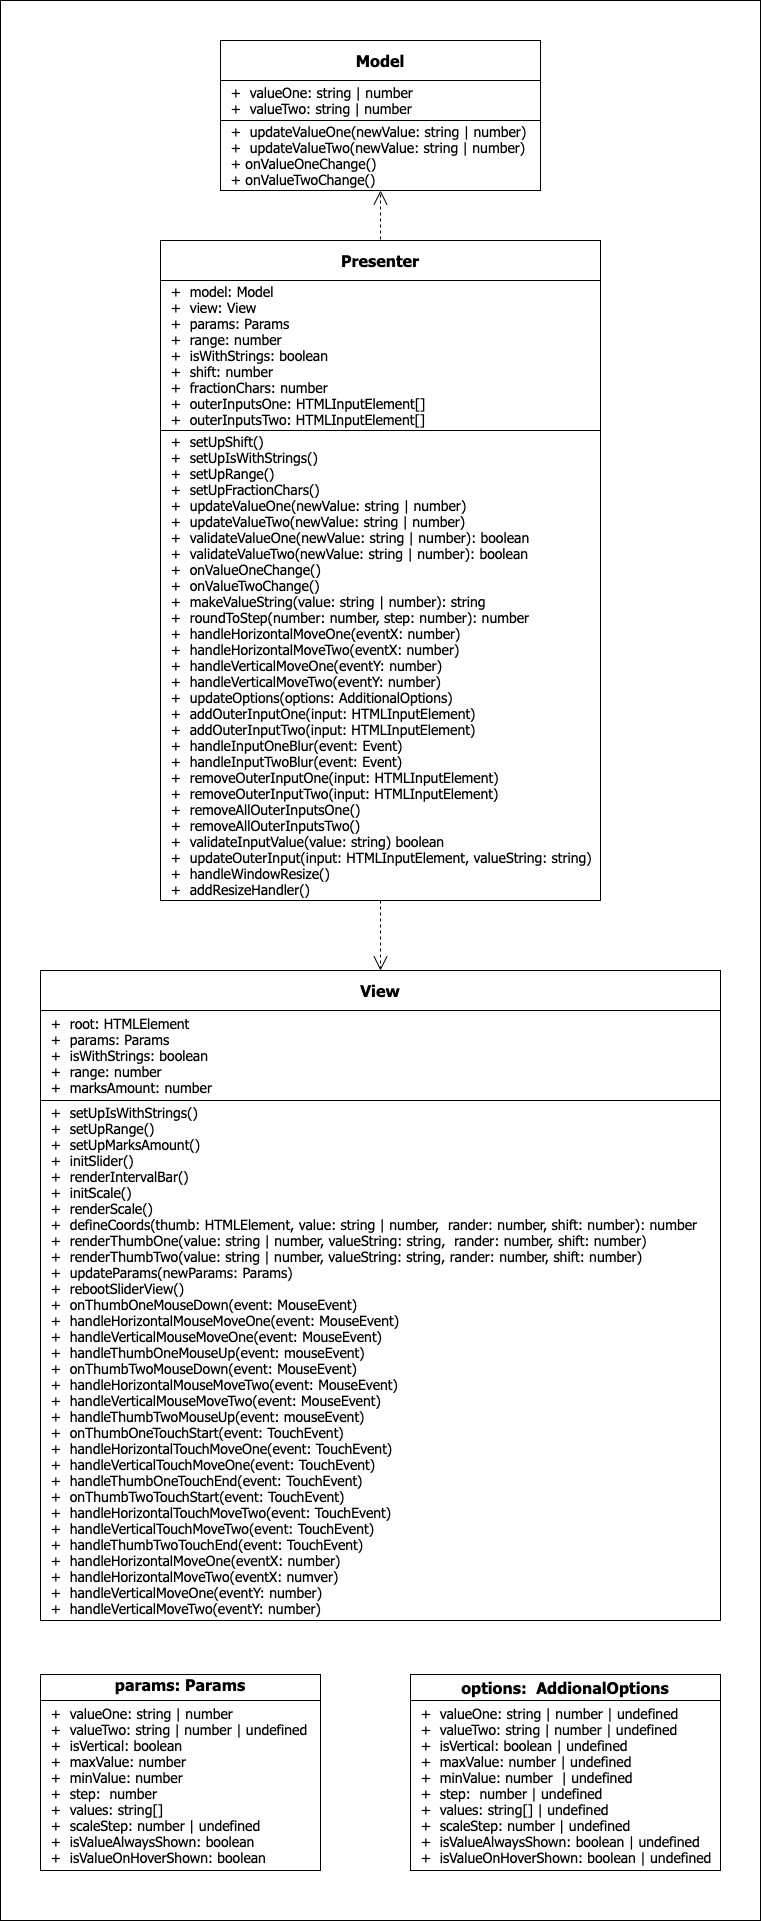 Model
+ valueOne: string | number
+ valueTwo: string | number
+ updateValueOne(newValue: string | number)
+ updateValueTwo(newValue: string | number)
+ onValueOneChange()
+ onValueTwoChange()
Presenter
+ model: Model
+ view: View
+ params: Params
+ range: number
+ isWithStrings: boolean
+ shift: number
+ fractionChars: number
+ outerInputsOne: HTMLInputElement[]
+ outerInputsTwo: HTMLInputElement[]
+ setUpShift()
+ setUpIsWithStrings()
+ setUpRange()
+ setUpFractionChars()
+ updateValueOne(newValue: string | number)
+ updateValueTwo(newValue: string | number)
+ validateValueOne(newValue: string | number): boolean
+ validateValueTwo(newValue: string | number): boolean
+ onValueOneChange()
+ onValueTwoChange()
+ makeValueString(value: string | number): string
+ roundToStep(number: number, step: number): number
+ handleHorizontalMoveOne(eventX: number)
+ handleHorizontalMoveTwo(eventX: number)
+ handleVerticalMoveOne(eventY: number)
+ handleVerticalMoveTwo(eventY: number)
+ updateOptions(options: AdditionalOptions)
+ addOuterInputOne(input: HTMLInputElement)
+ addOuterInputTwo(input: HTMLInputElement)
+ handleInputOneBlur(event: Event)
+ handleInputTwoBlur(event: Event)
+ removeOuterInputOne(input: HTMLInputElement)
+ removeOuterInputTwo(input: HTMLInputElement)
+ removeAllOuterInputsOne()
+ removeAllOuterInputsTwo()
+ validateInputValue(value: string) boolean
+ updateOuterInput(input: HTMLInputElement, valueString: string)
+ handleWindowResize()
+ addResizeHandler()
View
+ root: HTMLElement
+ params: Params
+ isWithStrings: boolean
+ range: number
+ marksAmount: number
+ setUpIsWithStrings()
+ setUpRange()
+ setUpMarksAmount()
+ initSlider()
+ renderIntervalBar()
+ initScale()
+ renderScale()
+ defineCoords(thumb: HTMLElement, value: string | number, rander: number, shift: number): number
+ renderThumbOne(value: string | number, valueString: string, rander: number, shift: number)
+ renderThumbTwo(value: string | number, valueString: string, rander: number, shift: number)
+ updateParams(newParams: Params)
+ rebootSliderView()
+ onThumbOneMouseDown(event: MouseEvent)
+ handleHorizontalMouseMoveOne(event: MouseEvent)
+ handleVerticalMouseMoveOne(event: MouseEvent)
+ handleThumbOneMouseUp(event: mouseEvent)
+ onThumbTwoMouseDown(event: MouseEvent)
+ handleHorizontalMouseMoveTwo(event: MouseEvent)
+ handleVerticalMouseMoveTwo(event: MouseEvent)
+ handleThumbTwoMouseUp(event: mouseEvent)
+ onThumbOneTouchStart(event: TouchEvent)
+ handleHorizontalTouchMoveOne(event: TouchEvent)
+ handleVerticalTouchMoveOne(event: TouchEvent)
+ handleThumbOneTouchEnd(event: TouchEvent)
+ onThumbTwoTouchStart(event: TouchEvent)
+ handleHorizontalTouchMoveTwo(event: TouchEvent)
+ handleVerticalTouchMoveTwo(event: TouchEvent)
+ handleThumbTwoTouchEnd(event: TouchEvent)
+ handleHorizontalMoveOne(eventX: number)
+ handleHorizontalMoveTwo(eventX: numver)
+ handleVerticalMoveOne(eventY: number)
+ handleVerticalMoveTwo(eventY: number)
params: Params
+ valueOne: string | number
+ valueTwo: string | number | undefined
+ isVertical: boolean
+ maxValue: number
+ minValue: number
+ step: number
+ values: string[]
+ scaleStep: number | undefined
+ isValueAlwaysShown: boolean
+ isValueOnHoverShown: boolean
options: AddionalOptions
+ valueOne: string | number | undefined
+ valueTwo: string | number | undefined
+ isVertical: boolean | undefined
+ maxValue: number | undefined
+ minValue: number | undefined
+ step: number | undefined
+ values: string[] | undefined
+ scaleStep: number | undefined
+ isValueAlwaysShown: boolean | undefined
+ isValueOnHoverShown: boolean | undefined